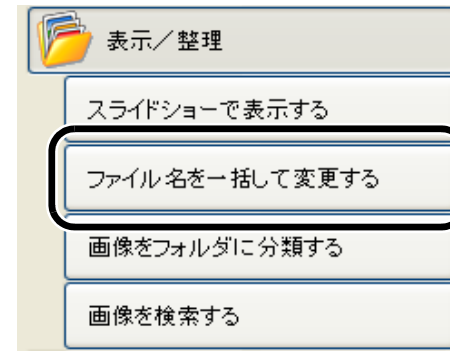 表示／整理
スライドショーで表示する
ファイル名を一括して変更する
画像をフォルダに分類する
画像を検索する